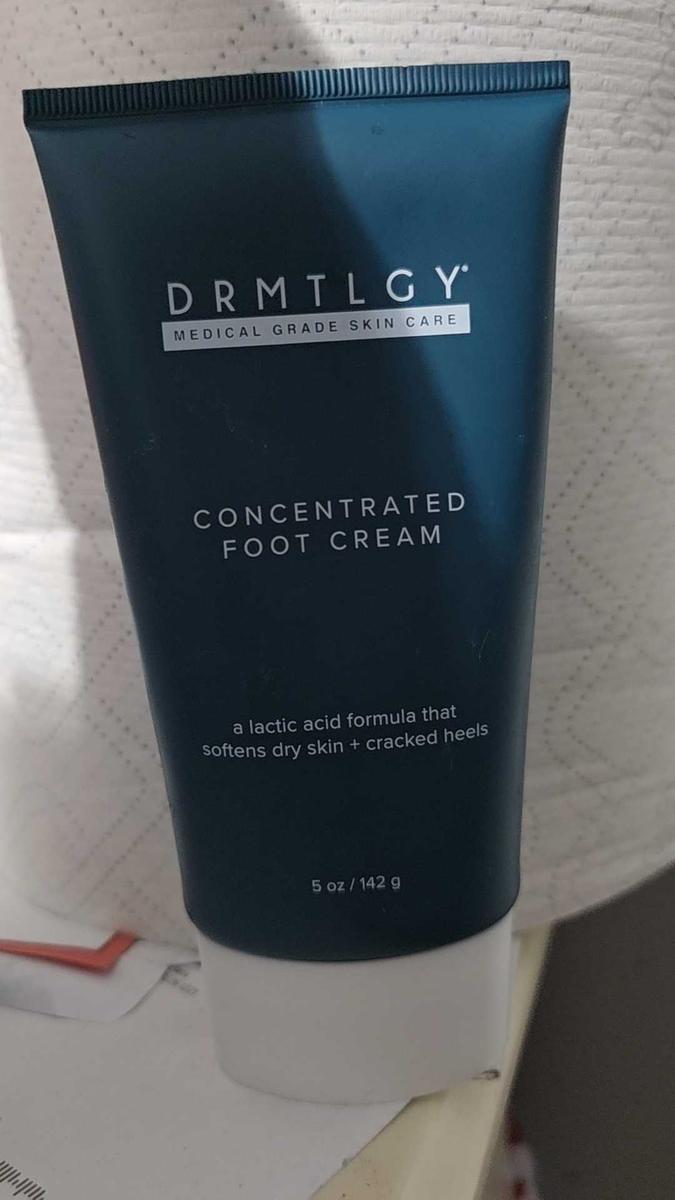 DRMTLGY
MEDICAL GRADE SKIN CARE
CONCENTRATED
FOOT CREAM
a lactic acid formula that
softens dry skin + cracked heels
5 oz / 142 g